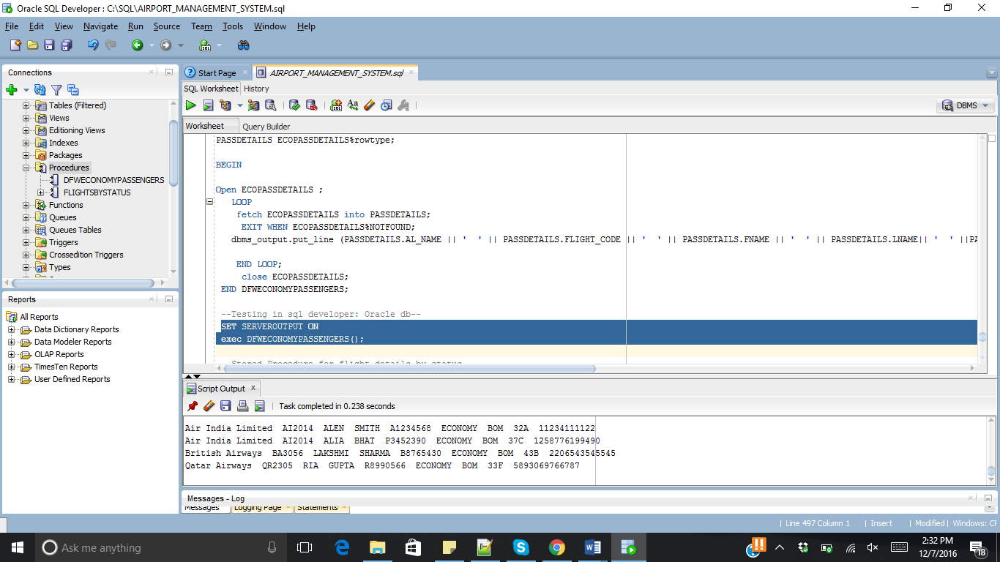 Oracle SQL Developer : C:\SQL\AIRPORT_MANAGEMENT_SYSTEM.sql
File Edit View Navigate Run Source Team Tools Window Help
Connections
Tables (Filtered)
Views
Editioning Views
Indexes
Packages
Procedures
DFWECONOMYPASSENGERS
FLIGHTSBYSTATUS
Functions
Queues
Queues Tables
Triggers
Crossedition Triggers
Types
Reports
All Reports
Data Dictionary Reports
Data Modeler Reports
OLAP Reports
TimesTen Reports
User Defined Reports
Start Page
AIRPORT_MANAGEMENT_SYSTEM.sql
SQL Worksheet History
DBMS
Worksheet Query Builder
PASSDETAILS ECOPASSDETAILS%rowtype;
BEGIN
Open ECOPASSDETAILS ;
LOOP
fetch ECOPASSDETAILS into PASSDETAILS;
EXIT WHEN ECOPASSDETAILS%NOTFOUND;
dbms_output.put_line (PASSDETAILS.AL_NAME || '  ' || PASSDETAILS.FLIGHT_CODE || '  ' || PASSDETAILS.FNAME || '  ' || PASSDETAILS.LNAME|| '  ' ||PA
END LOOP;
close ECOPASSDETAILS;
END DFWECONOMYPASSENGERS;
--Testing in sql developer: Oracle db--
SET SERVEROUTPUT ON
exec DFWECONOMYPASSENGERS();
Stored Procedure for flight details by status
Script Output
Task completed in 0.238 seconds
Air India Limited  AI2014  ALEN  SMITH  A1234568  ECONOMY  BOM  32A  11234111122
Air India Limited  AI2014  ALIA  BHAT  P3452390  ECONOMY  BOM  37C  1258776199490
British Airways  BA3056  LAKSHMI  SHARMA  B8765430  ECONOMY  BOM  43B  2206543545545
Qatar Airways  QR2305  RIA  GUPTA  R8990566  ECONOMY  BOM  33F  5893069766787
Messages - Log
Messages Logging Page Statements
Line 497 Column 1 | Insert | Modified | Windows: CF
Ask me anything
2:32 PM
12/7/2016
18